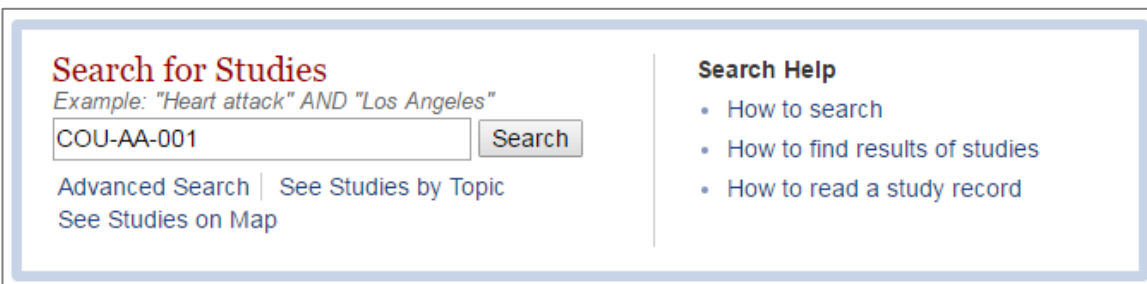 Search for Studies
Example: "Heart attack" AND "Los Angeles"
COU-AA-001 Search
Advanced Search See Studies by Topic
See Studies on Map
Search Help
How to search
How to find results of studies
How to read a study record